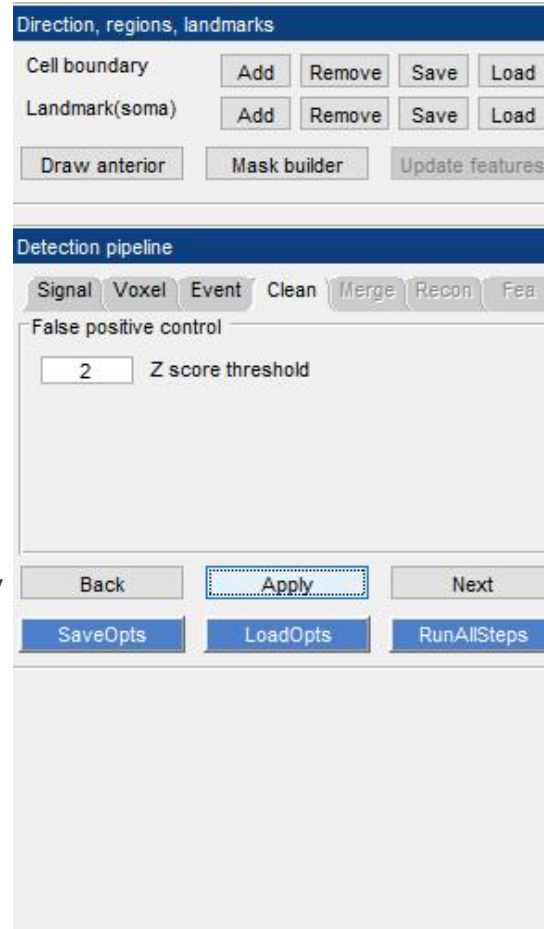 Direction, regions, landmarks
Cell boundary Add Remove Save Load
Landmark(soma) Add Remove Save Load
Draw anterior Mask builder Update features
Detection pipeline
Signal Voxel Event Clean Merge Recon Fea
False positive control
2 Z score threshold
Back Apply Next
SaveOpts LoadOpts RunAllSteps